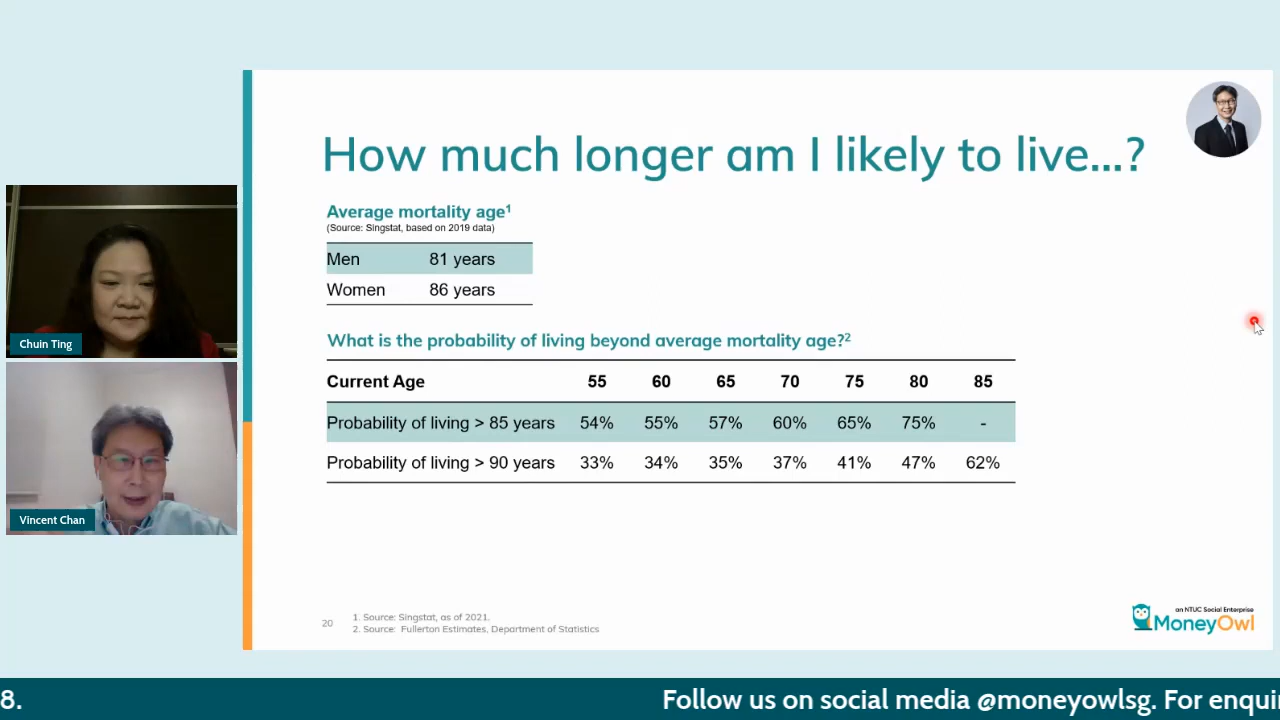 How much longer am I likely to live...?
Average mortality age¹
(Source: Singstat, based on 2019 data)
Men 81 years
Women 86 years
What is the probability of living beyond average mortality age?²
Current Age 55 60 65 70 75 80 85
Probability of living > 85 years 54% 55% 57% 60% 65% 75% -
Probability of living > 90 years 33% 34% 35% 37% 41% 47% 62%
Chuin Ting
Vincent Chan
20
1. Source: Singstat, as of 2021.
2. Source: Fullerton Estimates, Department of Statistics
an NTUC Social Enterprise
MoneyOwl
8. Follow us on social media @moneyowlsg. For enqui